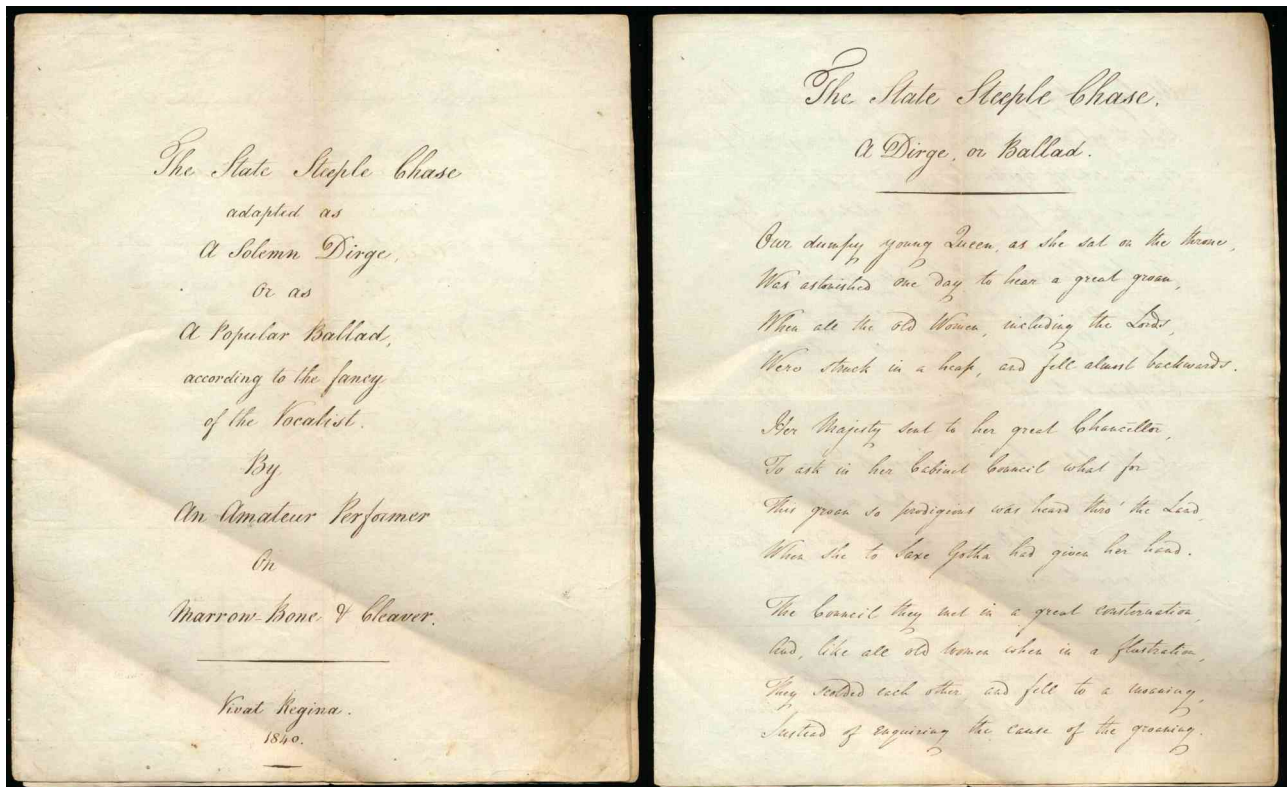 The State Steeple Chase
adapted as
A Solemn Dirge,
Or as
A Popular Ballad,
according to the fancy
of the Vocalist.
By
An Amateur Performer
On
Marrow-Bone & Cleaver.
Vivat Regina.
1840.
The State Steeple Chase.
A Dirge, or Ballad.
Our dumpy young Queen, as she sat on the throne,
Was astonished one day to hear a great groan,
When all the old Women, including the Lords,
Were struck in a heap, and fell almost backwards.
Her Majesty sent to her great Chancellor,
To ask in her Cabinet Council what for
This groan so prodigious was heard thro' the Land,
When she to Saxe Gotha had given her hand.
The Council they met in a great consternation,
And, like all old women when in a flustration,
They scolded each other, and fell to a moaning,
Instead of enquiring the cause of the groaning.